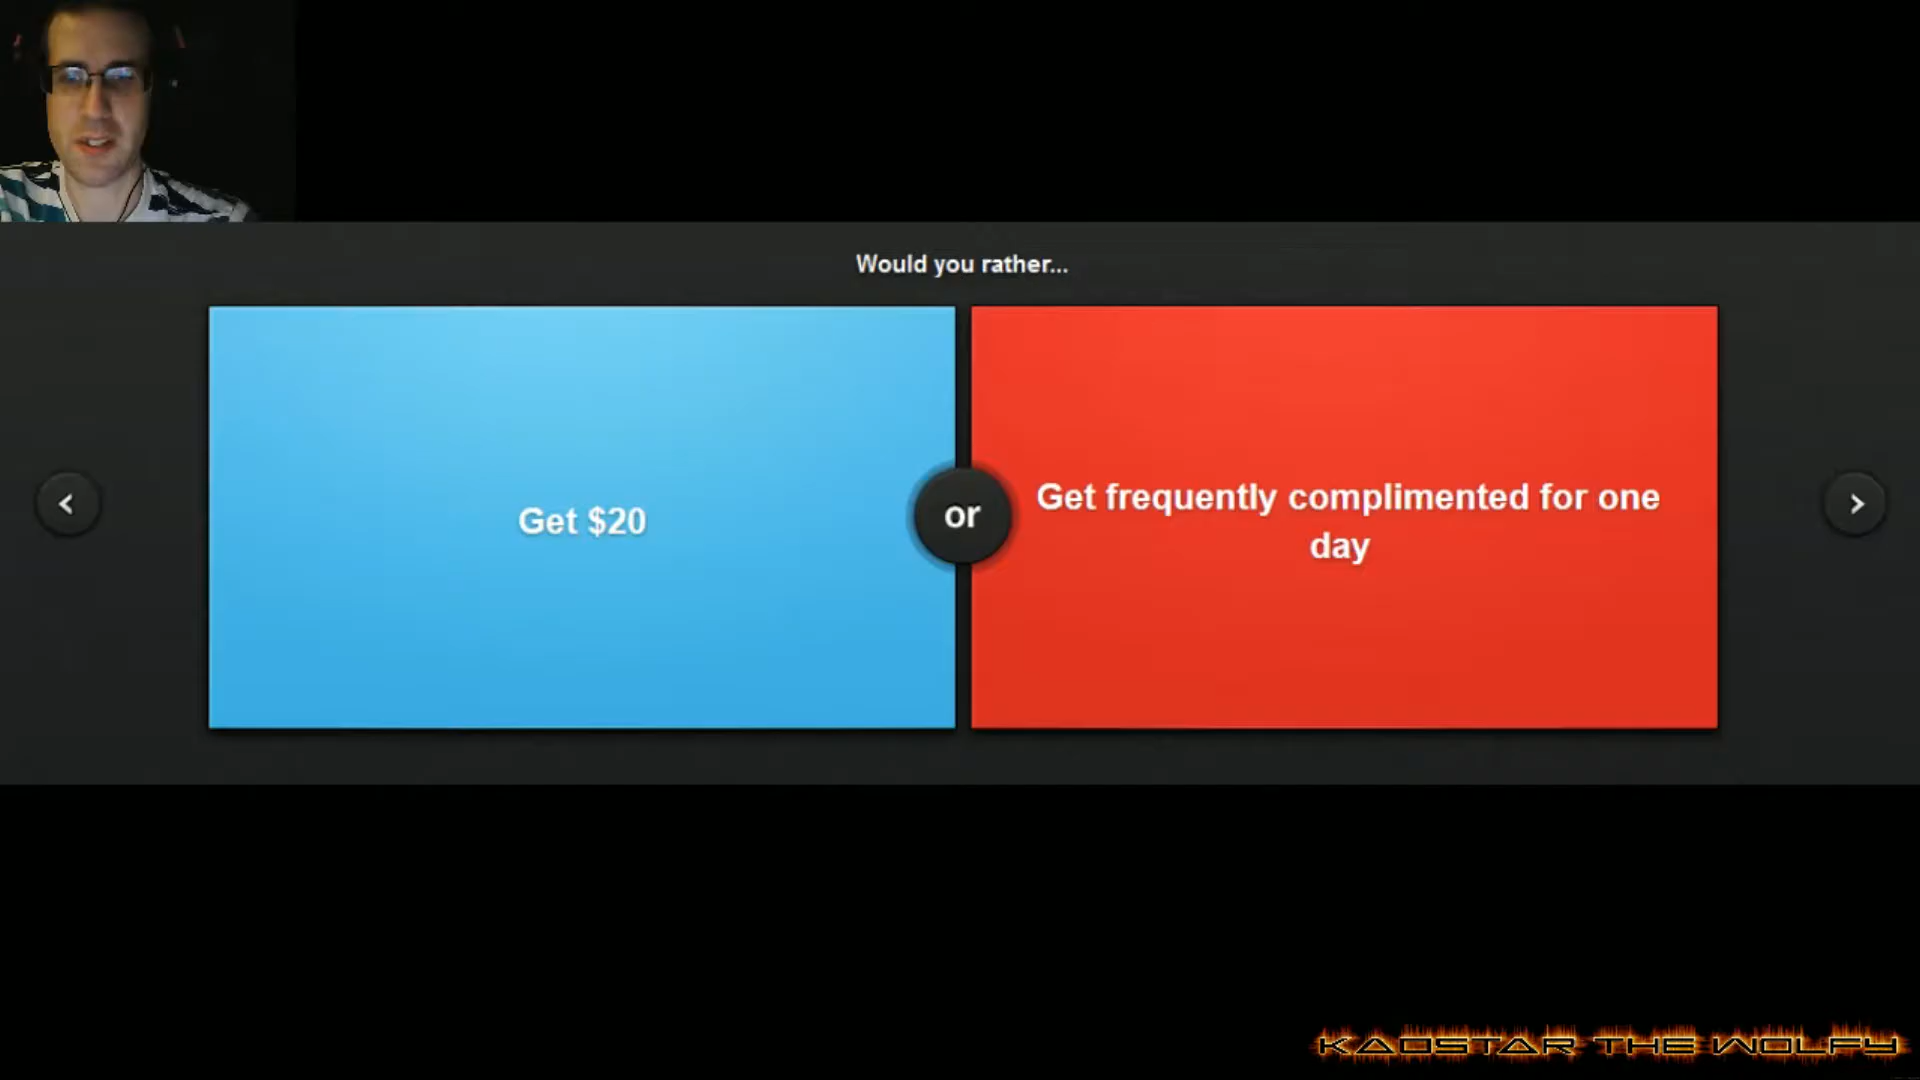 Would you rather...
Get $20
or
Get frequently complimented for one
day
KAOSTAR THE WOLFY